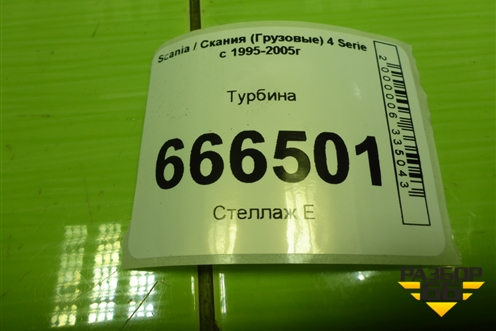 Scania / Скания (Грузовые) 4 Serie
с 1995-2005г
Турбина
666501
Стеллаж Е
2000006335043
РАЗБОР